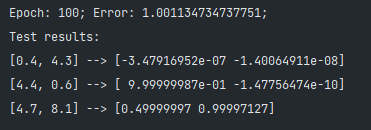 Epoch: 100; Error: 1.001134734737751;
Test results:
[0.4, 4.3] --> [-3.47916952e-07 -1.40064911e-08]
[4.4, 0.6] --> [ 9.99999987e-01 -1.47756474e-10]
[4.7, 8.1] --> [0.49999997 0.99997127]